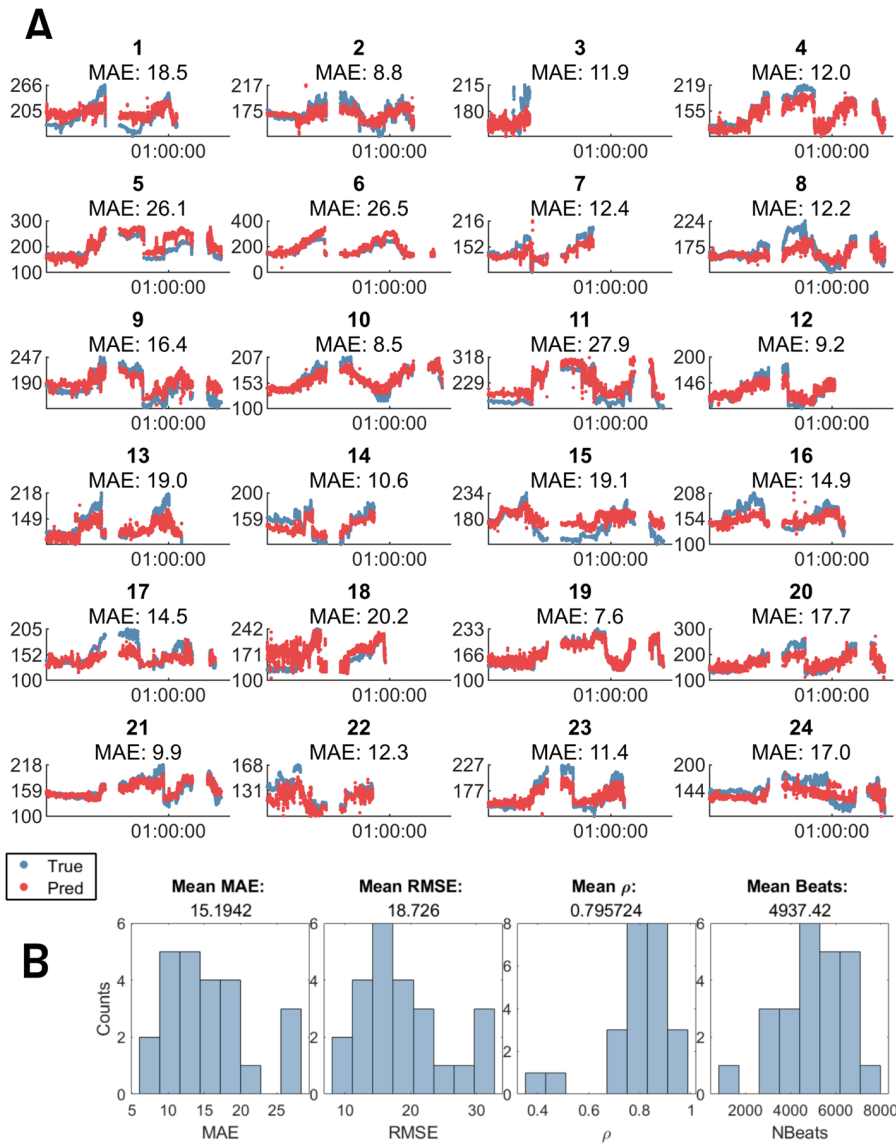 A
1 2 3 4
MAE: 18.5 MAE: 8.8 MAE: 11.9 MAE: 12.0
266 217 215 219
205 175 180 155
01:00:00 01:00:00 01:00:00 01:00:00
5 6 7 8
MAE: 26.1 MAE: 26.5 MAE: 12.4 MAE: 12.2
300 400 216 224
200 200 152 175
100 0
01:00:00 01:00:00 01:00:00 01:00:00
9 10 11 12
MAE: 16.4 MAE: 8.5 MAE: 27.9 MAE: 9.2
247 207 318 200
190 153 229 146
100 100
01:00:00 01:00:00 01:00:00 01:00:00
13 14 15 16
MAE: 19.0 MAE: 10.6 MAE: 19.1 MAE: 14.9
218 200 234 208
149 159 180 154
100
01:00:00 01:00:00 01:00:00 01:00:00
17 18 19 20
MAE: 14.5 MAE: 20.2 MAE: 7.6 MAE: 17.7
205 242 233 300
152 171 166 200
100 100 100 100
01:00:00 01:00:00 01:00:00 01:00:00
21 22 23 24
MAE: 9.9 MAE: 12.3 MAE: 11.4 MAE: 17.0
218 168 227 200
159 131 177 144
100 100
01:00:00 01:00:00 01:00:00 01:00:00
True
Pred
B
Mean MAE: Mean RMSE: Mean ρ: Mean Beats:
15.1942 18.726 0.795724 4937.42
6 6 8 6
6
4 4 4
4
2 2 2 2
0 0 0 0
5 10 15 20 25 10 20 30 0.4 0.6 0.8 1 2000 4000 6000 8000
Counts
MAE RMSE ρ NBeats